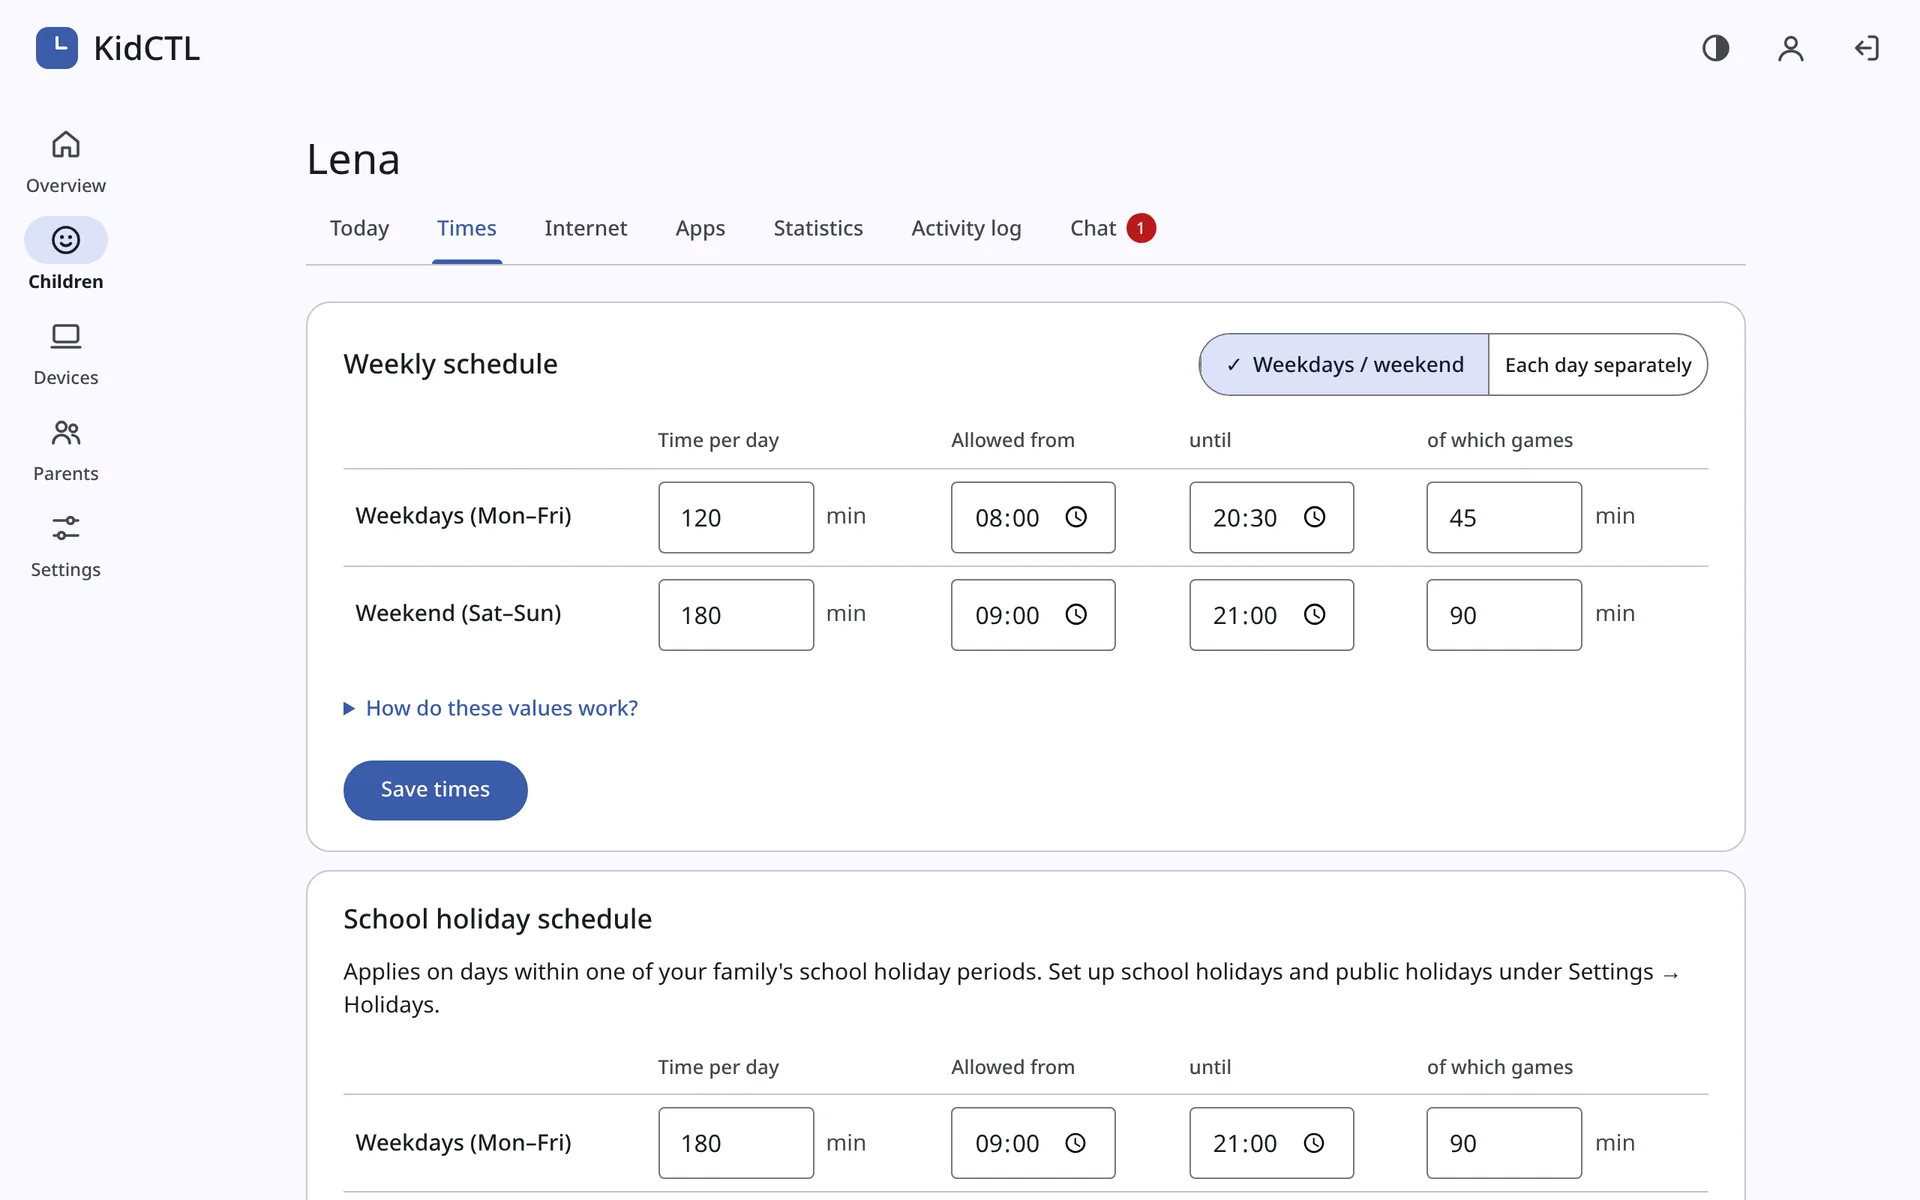 KidCTL
Overview
Children
Devices
Parents
Settings
Lena
Today Times Internet Apps Statistics Activity log Chat 1
Weekly schedule
✓ Weekdays / weekend Each day separately
Time per day Allowed from until of which games
Weekdays (Mon–Fri) 120 min 08:00 20:30 45 min
Weekend (Sat–Sun) 180 min 09:00 21:00 90 min
How do these values work?
Save times
School holiday schedule
Applies on days within one of your family's school holiday periods. Set up school holidays and public holidays under Settings →
Holidays.
Time per day Allowed from until of which games
Weekdays (Mon–Fri) 180 min 09:00 21:00 90 min